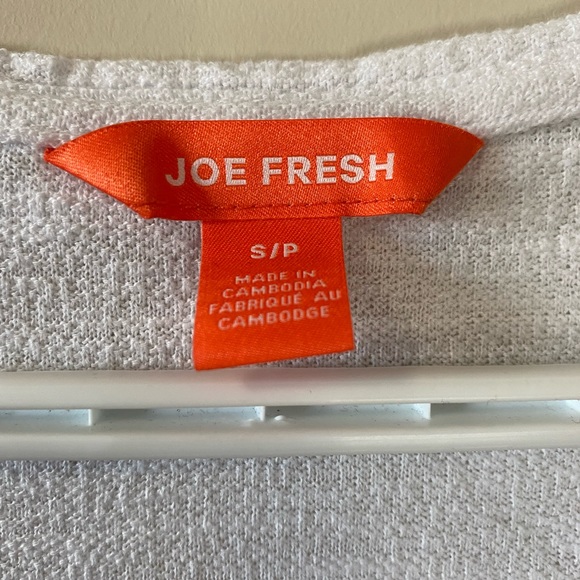 JOE FRESH
S/P
MADE IN
CAMBODIA
FABRIQUÉ AU
CAMBODGE